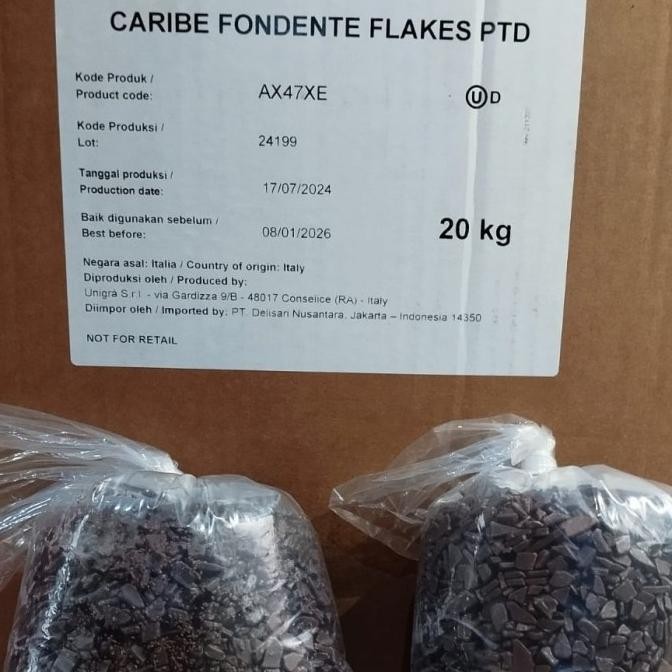 CARIBE FONDENTE FLAKES PTD
Kode Produk /
Product code: AX47XE
U D
Kode Produksi /
Lot: 24199
Tanggal produksi /
Production date: 17/07/2024
Baik digunakan sebelum /
Best before: 08/01/2026
20 kg
Negara asal: Italia / Country of origin: Italy
Diproduksi oleh / Produced by:
Unigrà S.r.l. - via Gardizza 9/B - 48017 Conselice (RA) - Italy
Diimpor oleh / Imported by: PT. Delisari Nusantara, Jakarta – Indonesia 14350
NOT FOR RETAIL